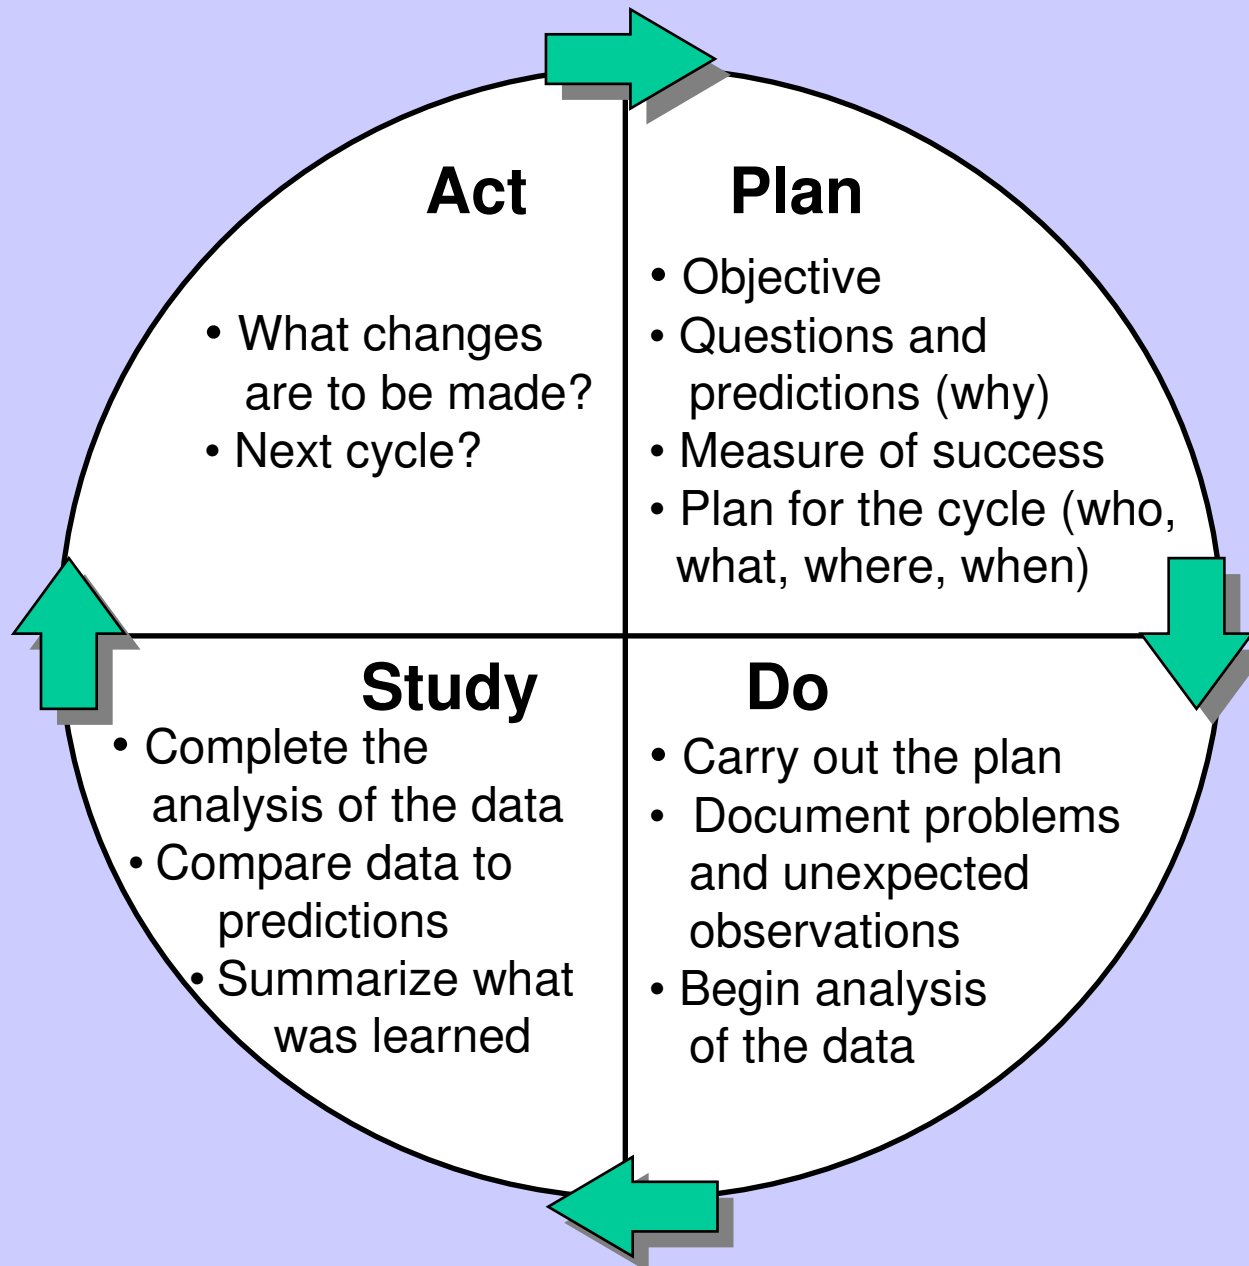 Act
• What changes
are to be made?
• Next cycle?
Plan
• Objective
• Questions and
predictions (why)
• Measure of success
• Plan for the cycle (who,
what, where, when)
Study
• Complete the
analysis of the data
• Compare data to
predictions
• Summarize what
was learned
Do
• Carry out the plan
• Document problems
and unexpected
observations
• Begin analysis
of the data